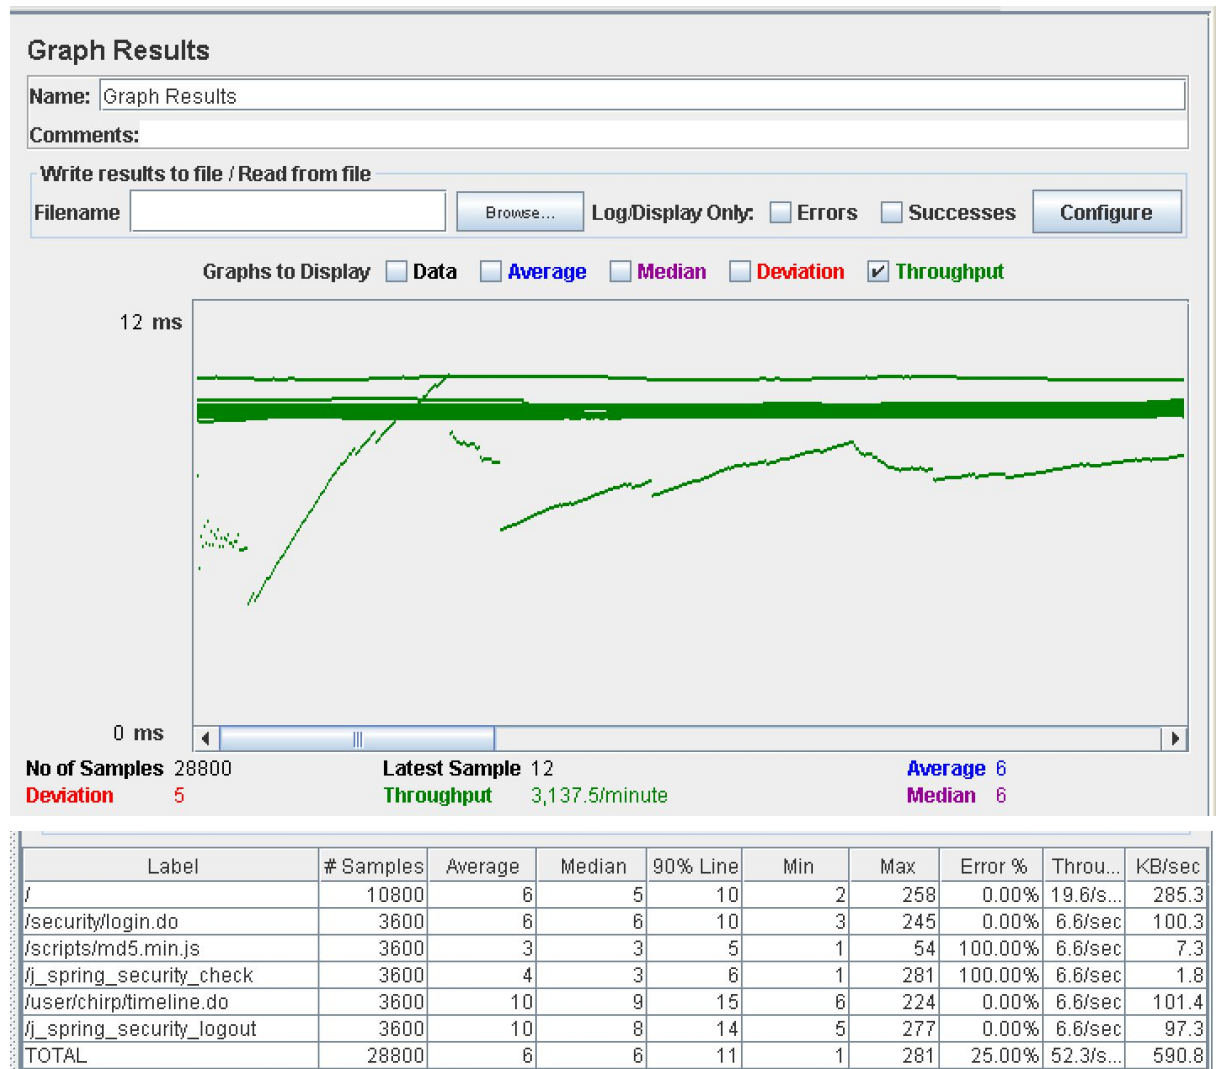 Graph Results
Name: Graph Results
Comments:
Write results to file / Read from file
Filename Browse... Log/Display Only: Errors Successes Configure
Graphs to Display Data Average Median Deviation Throughput
12 ms
0 ms
No of Samples 28800 Latest Sample 12 Average 6
Deviation 5 Throughput 3,137.5/minute Median 6
Label # Samples Average Median 90% Line Min Max Error % Throu... KB/sec
/ 10800 6 5 10 2 258 0.00% 19.6/s... 285.3
/security/login.do 3600 6 6 10 3 245 0.00% 6.6/sec 100.3
/scripts/md5.min.js 3600 3 3 5 1 54 100.00% 6.6/sec 7.3
/j_spring_security_check 3600 4 3 6 1 281 100.00% 6.6/sec 1.8
/user/chirp/timeline.do 3600 10 9 15 6 224 0.00% 6.6/sec 101.4
/j_spring_security_logout 3600 10 8 14 5 277 0.00% 6.6/sec 97.3
TOTAL 28800 6 6 11 1 281 25.00% 52.3/s... 590.8